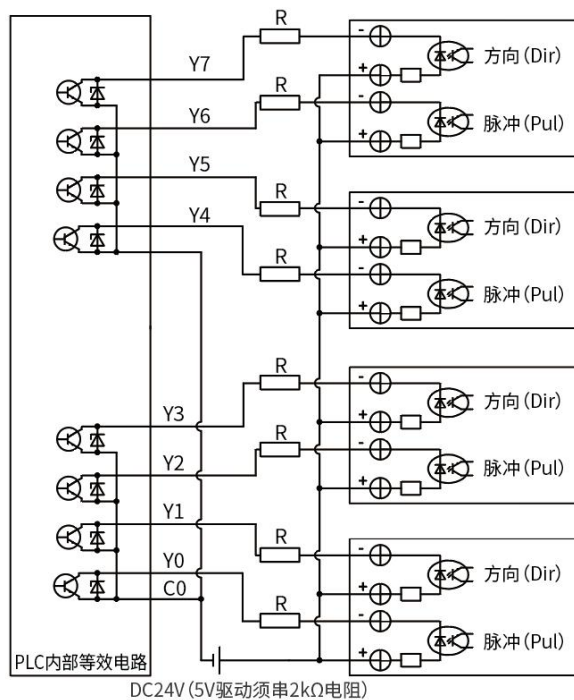 R
- 方向(Dir)
Y7
+
R
-
Y6
脉冲(Pul)
+
Y5
R
-
方向(Dir)
Y4
+
R
-
脉冲(Pul)
+
R
-
方向(Dir)
Y3
+
R
-
Y2
脉冲(Pul)
+
Y1
R
-
方向(Dir)
Y0
+
C0
R
-
脉冲(Pul)
+
PLC内部等效电路
DC24V(5V驱动须串2kΩ电阻)